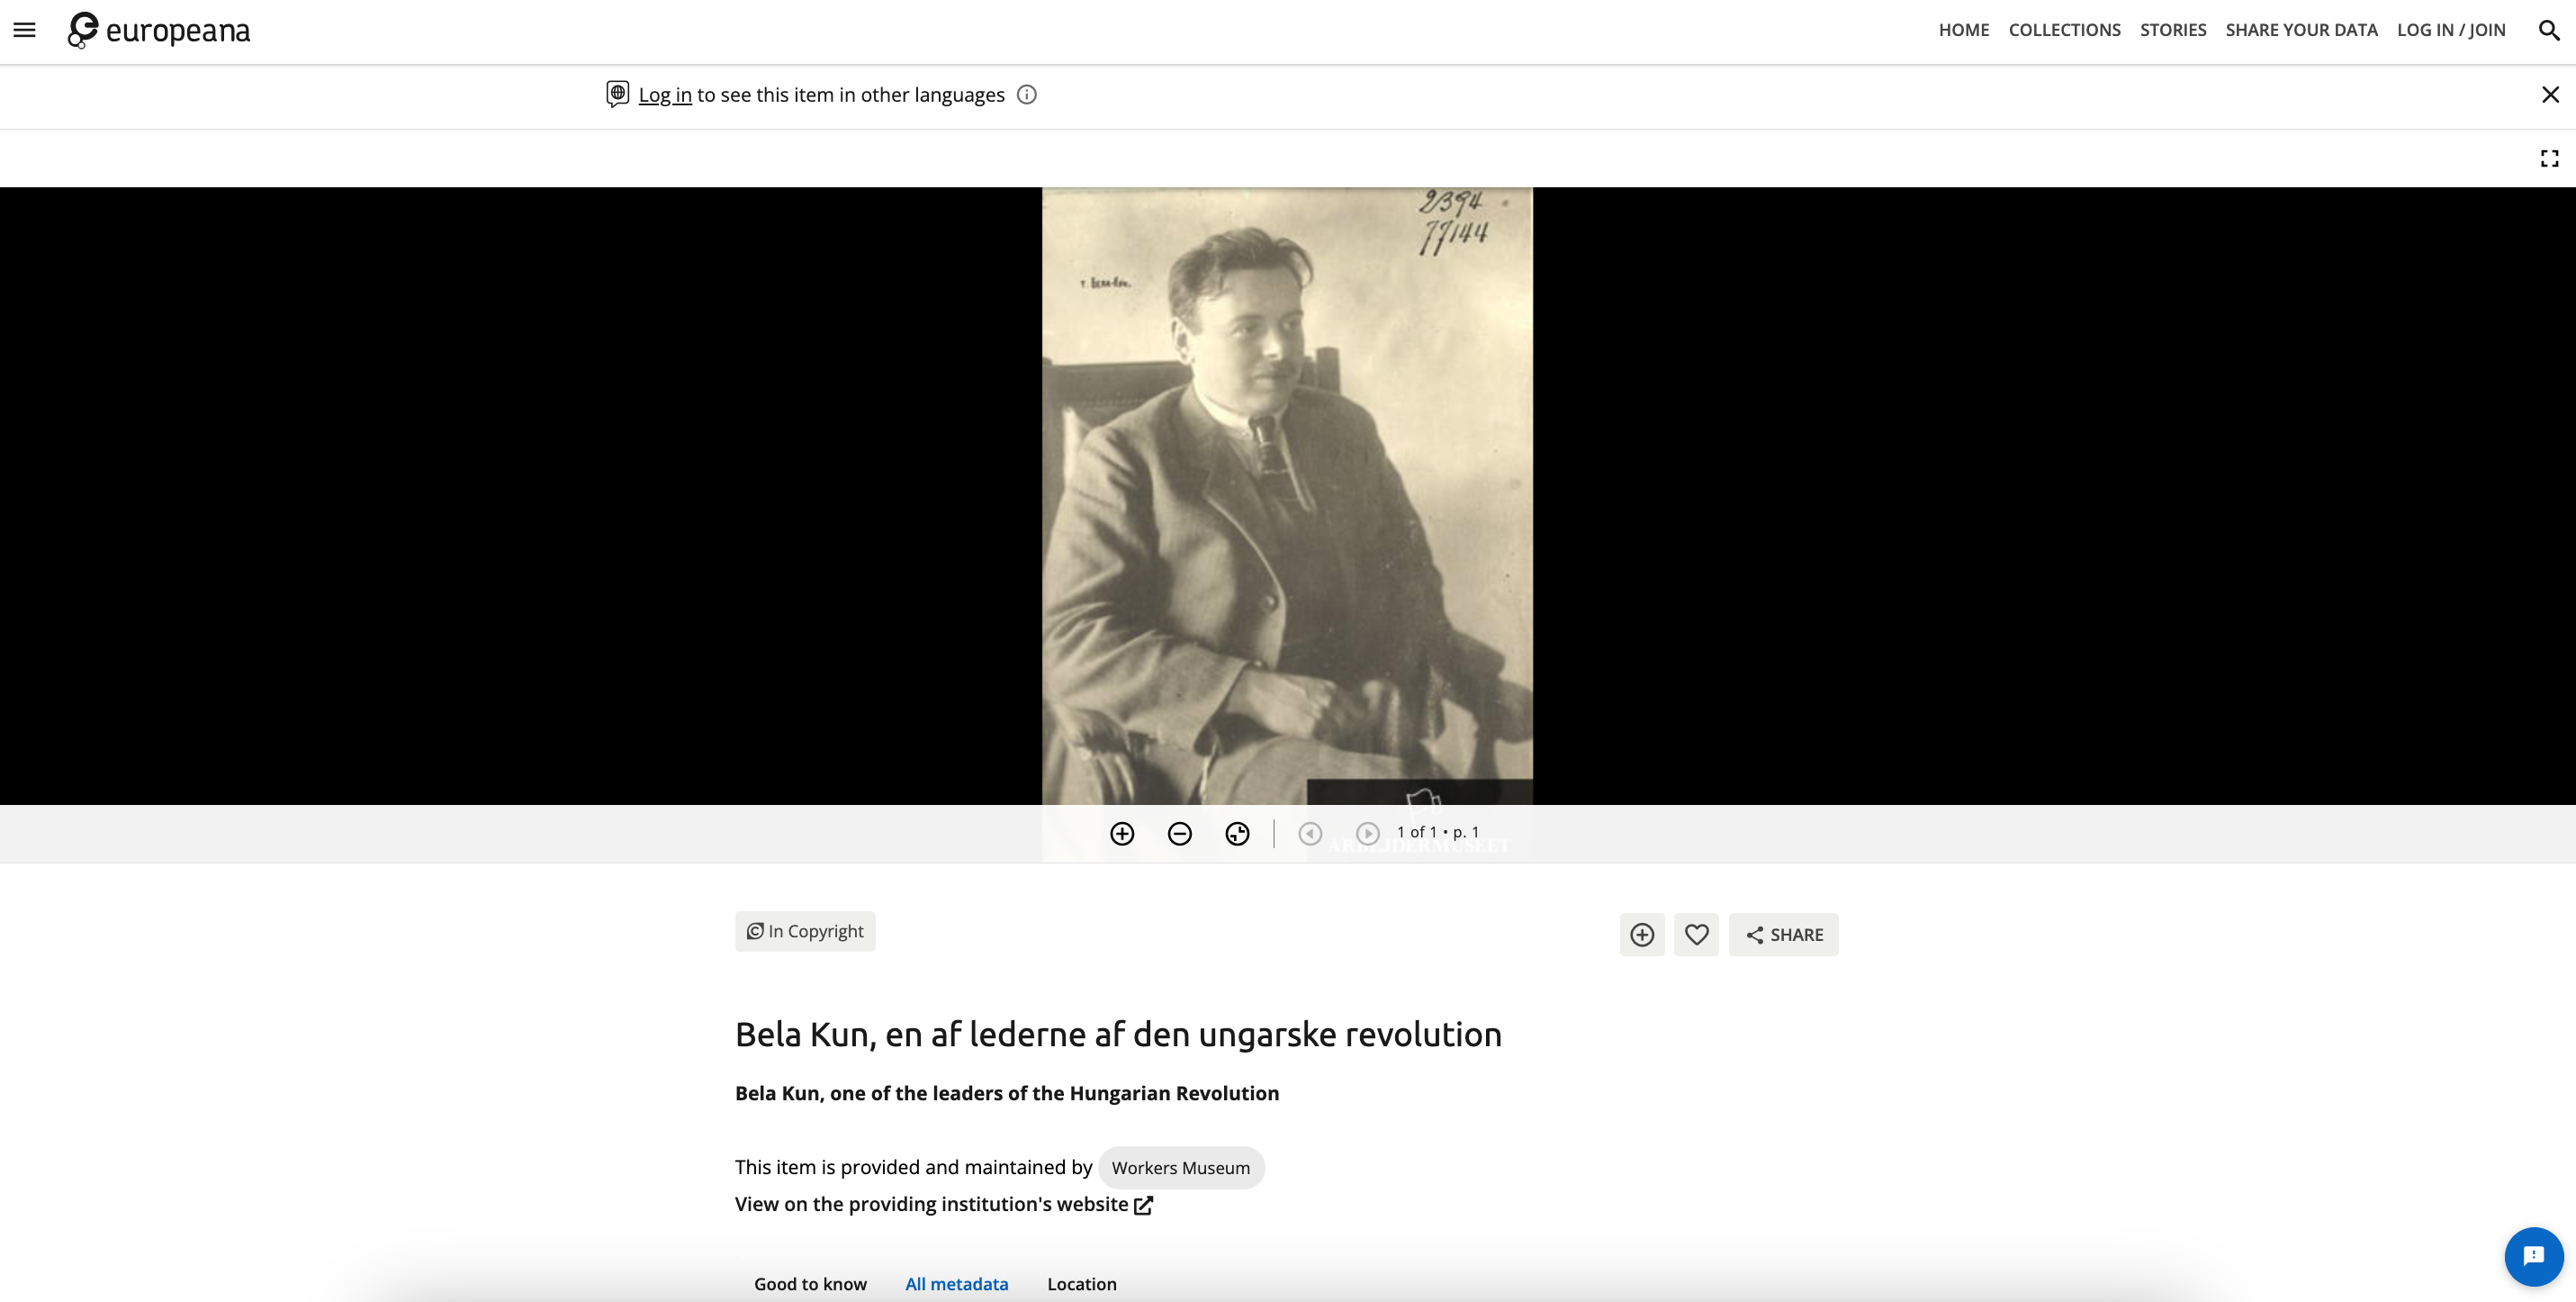 europeana
HOME COLLECTIONS STORIES SHARE YOUR DATA LOG IN / JOIN
Log in to see this item in other languages
2394
77144
т. Бела-Кун.
1 of 1 • p. 1
ARBEJDERMUSEET
In Copyright
SHARE
Bela Kun, en af lederne af den ungarske revolution
Bela Kun, one of the leaders of the Hungarian Revolution
This item is provided and maintained by Workers Museum
View on the providing institution's website
Good to know All metadata Location